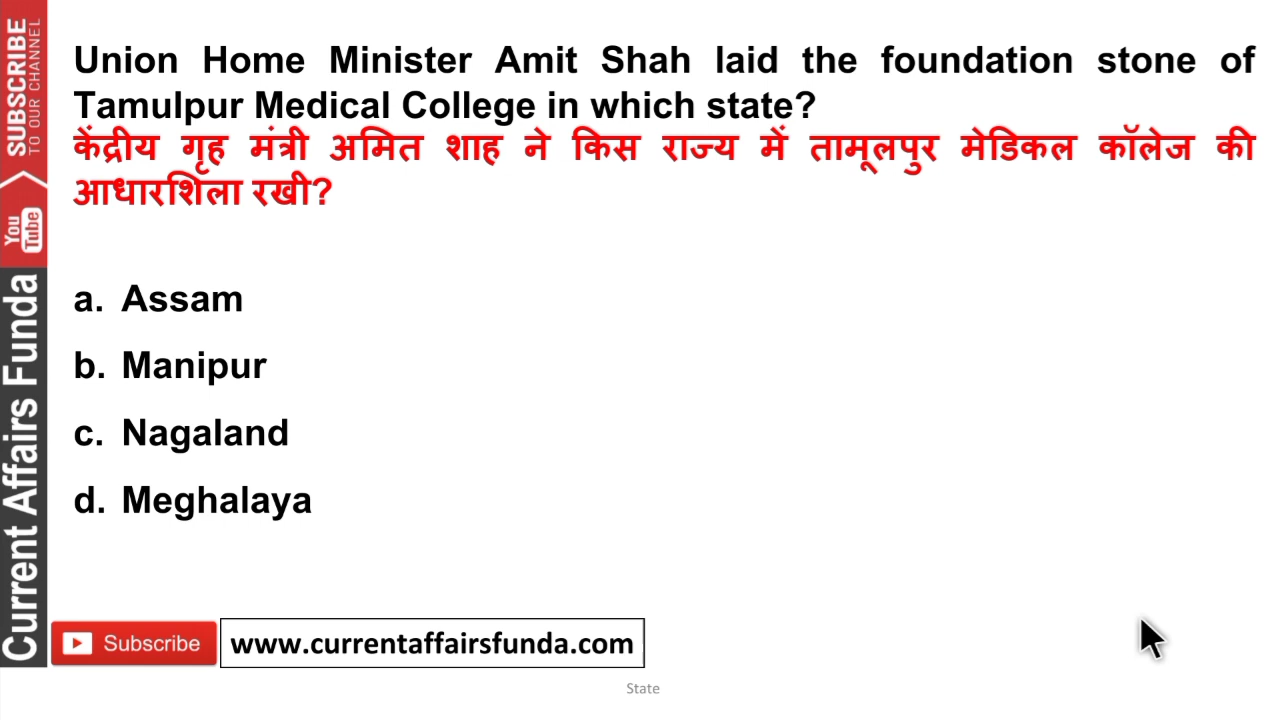 Union Home Minister Amit Shah laid the foundation stone of
Tamulpur Medical College in which state?
केंद्रीय गृह मंत्री अमित शाह ने किस राज्य में तामूलपुर मेडिकल कॉलेज की
आधारशिला रखी?
a. Assam
b. Manipur
c. Nagaland
d. Meghalaya
SUBSCRIBE
TO OUR CHANNEL
You
Tube
Current Affairs Funda
Subscribe
www.currentaffairsfunda.com
State